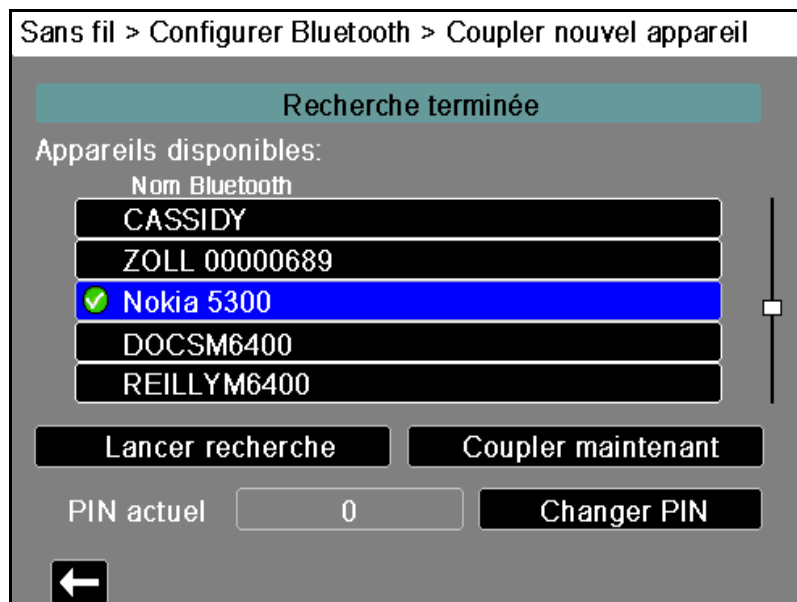 Sans fil > Configurer Bluetooth > Coupler nouvel appareil
Recherche terminée
Appareils disponibles:
Nom Bluetooth
CASSIDY
ZOLL 00000689
Nokia 5300
DOCSM6400
REILLYM6400
Lancer recherche
Coupler maintenant
PIN actuel
0
Changer PIN